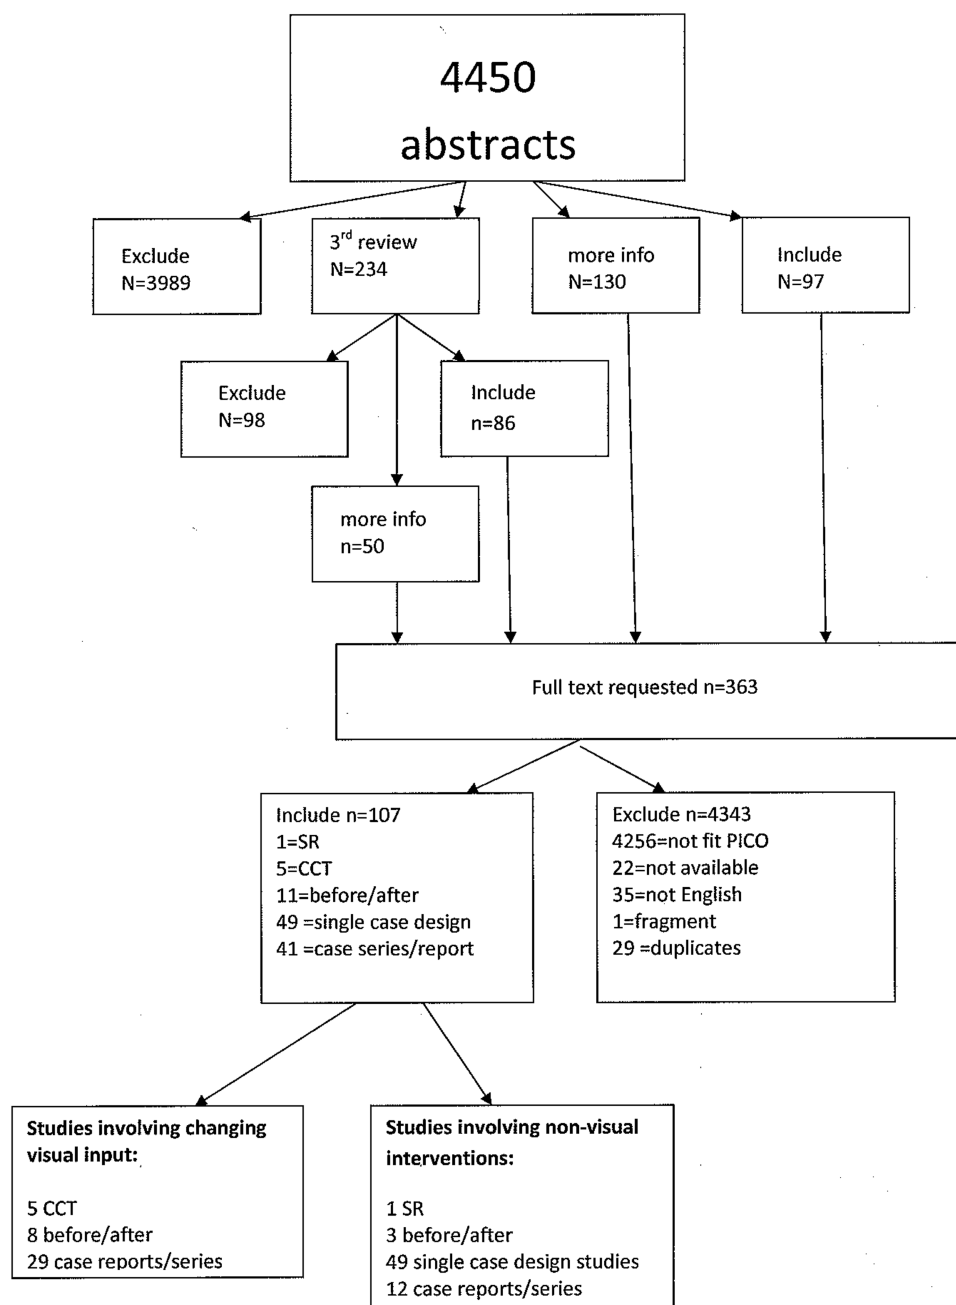 4450
abstracts
Exclude
N=3989
3rd review
N=234
more info
N=130
Include
N=97
Exclude
N=98
Include
n=86
more info
n=50
Full text requested n=363
Include n=107
1=SR
5=CCT
11=before/after
49 =single case design
41 =case series/report
Exclude n=4343
4256=not fit PICO
22=not available
35=not English
1=fragment
29 =duplicates
Studies involving changing
visual input:
5 CCT
8 before/after
29 case reports/series
Studies involving non-visual
interventions:
1 SR
3 before/after
49 single case design studies
12 case reports/series